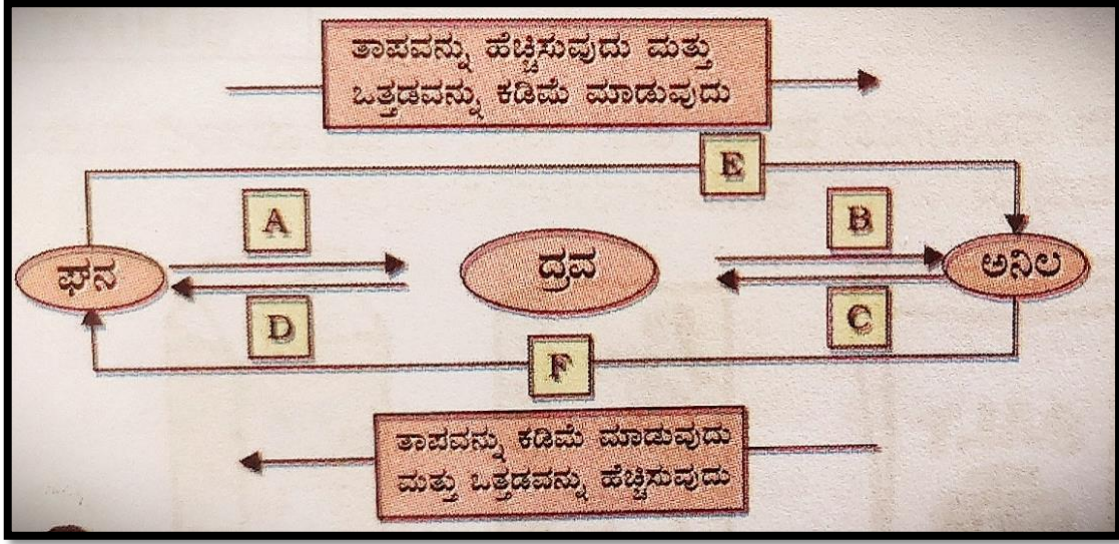 ತಾಪವನ್ನು ಹೆಚ್ಚಿಸುವುದು ಮತ್ತು
ಒತ್ತಡವನ್ನು ಕಡಿಮೆ ಮಾಡುವುದು
E
A
B
ಘನ
ದ್ರವ
ಅನಿಲ
D
C
F
ತಾಪವನ್ನು ಕಡಿಮೆ ಮಾಡುವುದು
ಮತ್ತು ಒತ್ತಡವನ್ನು ಹೆಚ್ಚಿಸುವುದು